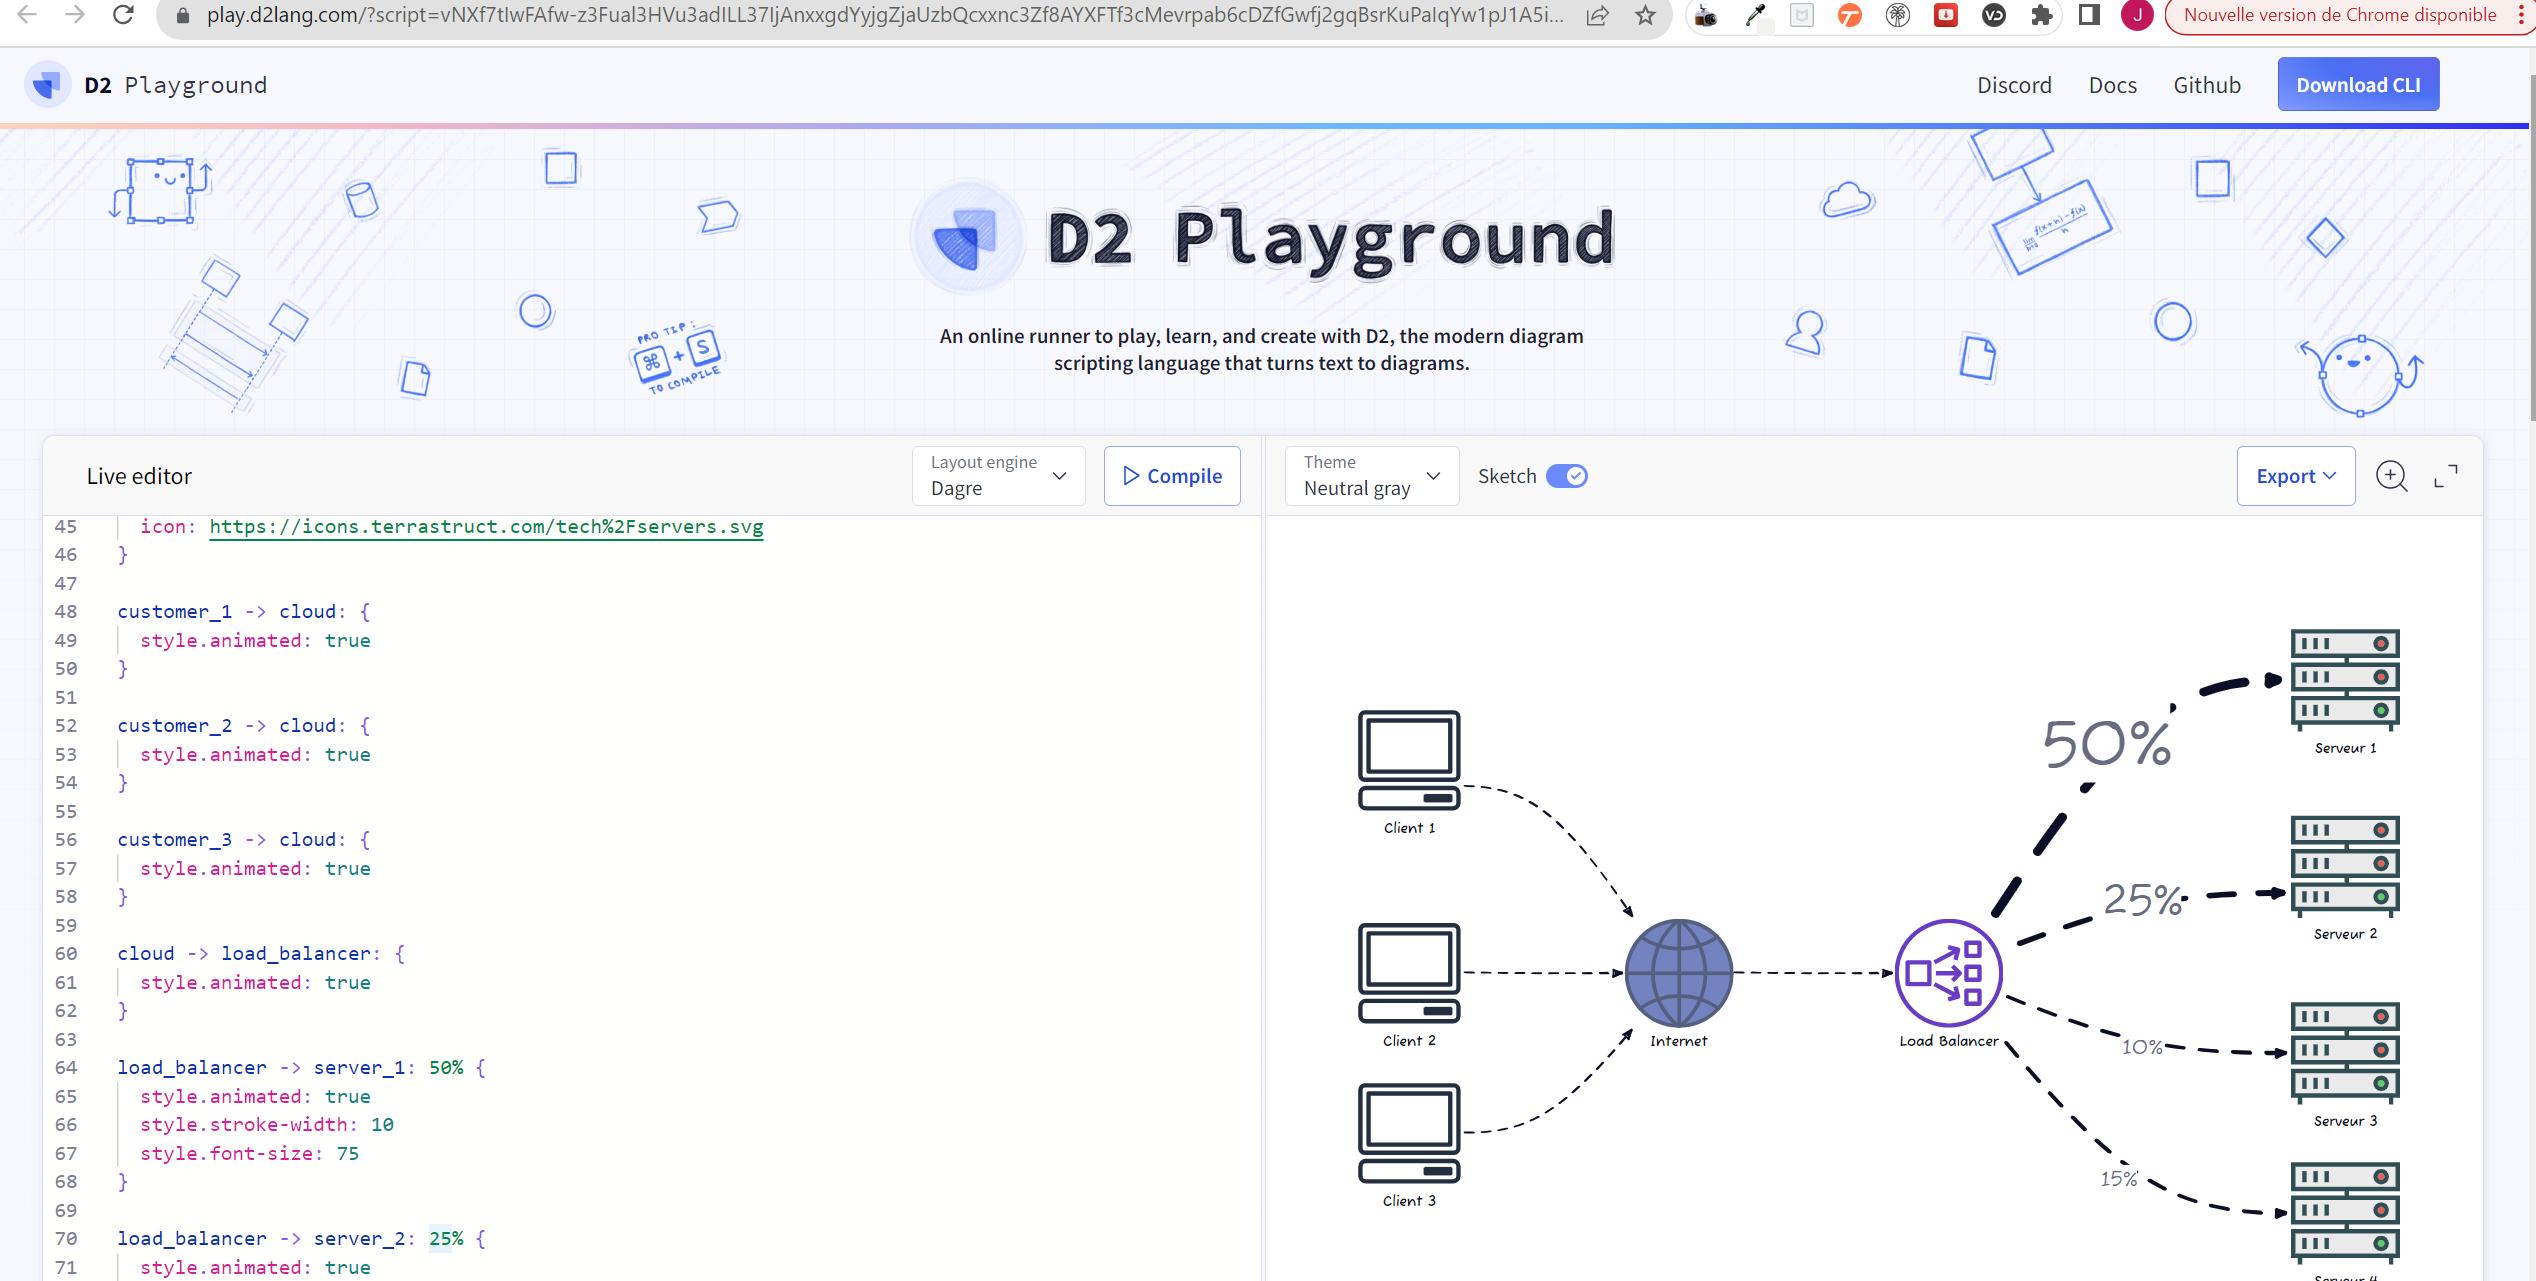 play.d2lang.com/?script=vNXf7tIwFAfw-z3Fual3HVu3adILL37IjAnxxgdYyjgZjaUzbQcxxnc3Zf8AYXFTf3cMevrpab6cDZfGwfj2gqBsrKuPaIqYw1pJ1A5i...
Nouvelle version de Chrome disponible
D2 Playground
Discord Docs Github Download CLI
D2 Playground
PRO TIP:
⌘ + S
TO COMPILE
An online runner to play, learn, and create with D2, the modern diagram
scripting language that turns text to diagrams.
Live editor
Layout engine
Dagre
Compile
Theme
Neutral gray
Sketch
Export
45 icon: https://icons.terrastruct.com/tech%2Fservers.svg
46 }
47
48 customer_1 -> cloud: {
49 style.animated: true
50 }
51
52 customer_2 -> cloud: {
53 style.animated: true
54 }
55
56 customer_3 -> cloud: {
57 style.animated: true
58 }
59
60 cloud -> load_balancer: {
61 style.animated: true
62 }
63
64 load_balancer -> server_1: 50% {
65 style.animated: true
66 style.stroke-width: 10
67 style.font-size: 75
68 }
69
70 load_balancer -> server_2: 25% {
71 style.animated: true
Client 1
Client 2
Client 3
Internet
Load Balancer
50%
25%
10%
15%
Serveur 1
Serveur 2
Serveur 3
Serveur 4